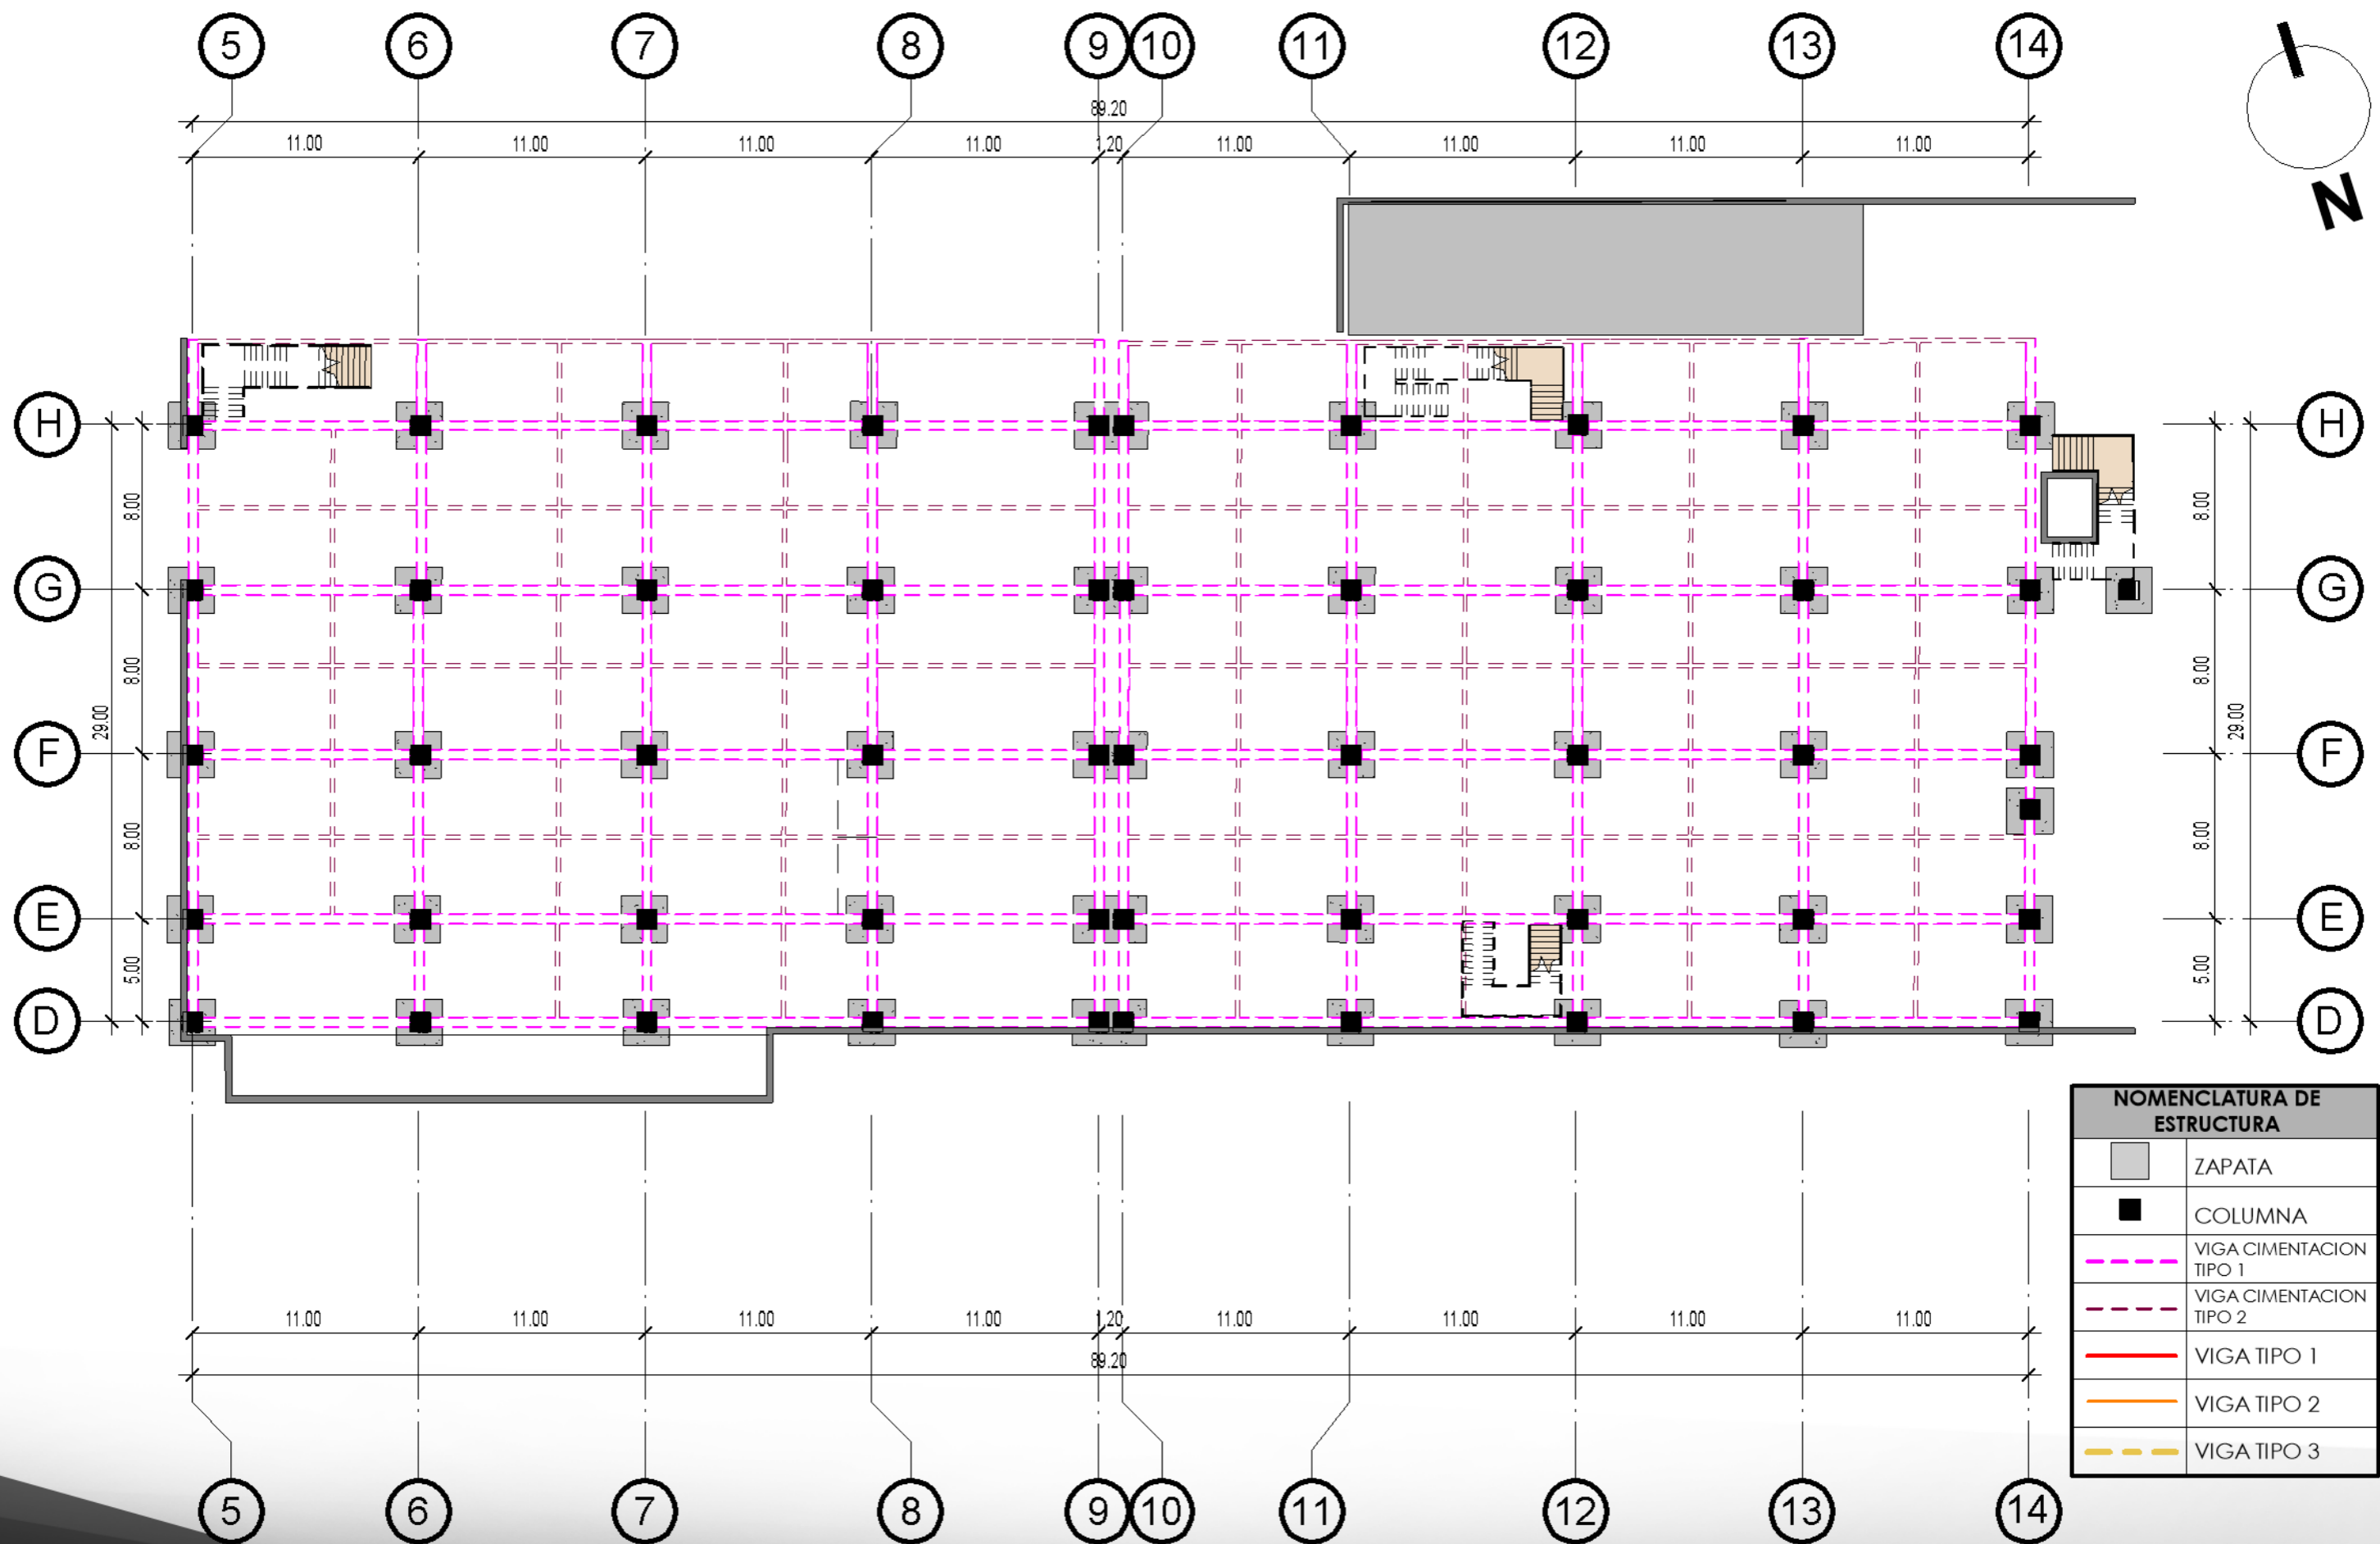 5 6 7 8 9 10 11 12 13 14
89.20
11.00 11.00 11.00 11.00 1.20 11.00 11.00 11.00 11.00
N
H H
8.00 8.00
G G
8.00 8.00
29.00 29.00
F F
8.00 8.00
E E
5.00 5.00
D D
NOMENCLATURA DE
ESTRUCTURA
ZAPATA
COLUMNA
VIGA CIMENTACION
TIPO 1
VIGA CIMENTACION
TIPO 2
VIGA TIPO 1
VIGA TIPO 2
VIGA TIPO 3
11.00 11.00 11.00 11.00 1.20 11.00 11.00 11.00 11.00
89.20
5 6 7 8 9 10 11 12 13 14